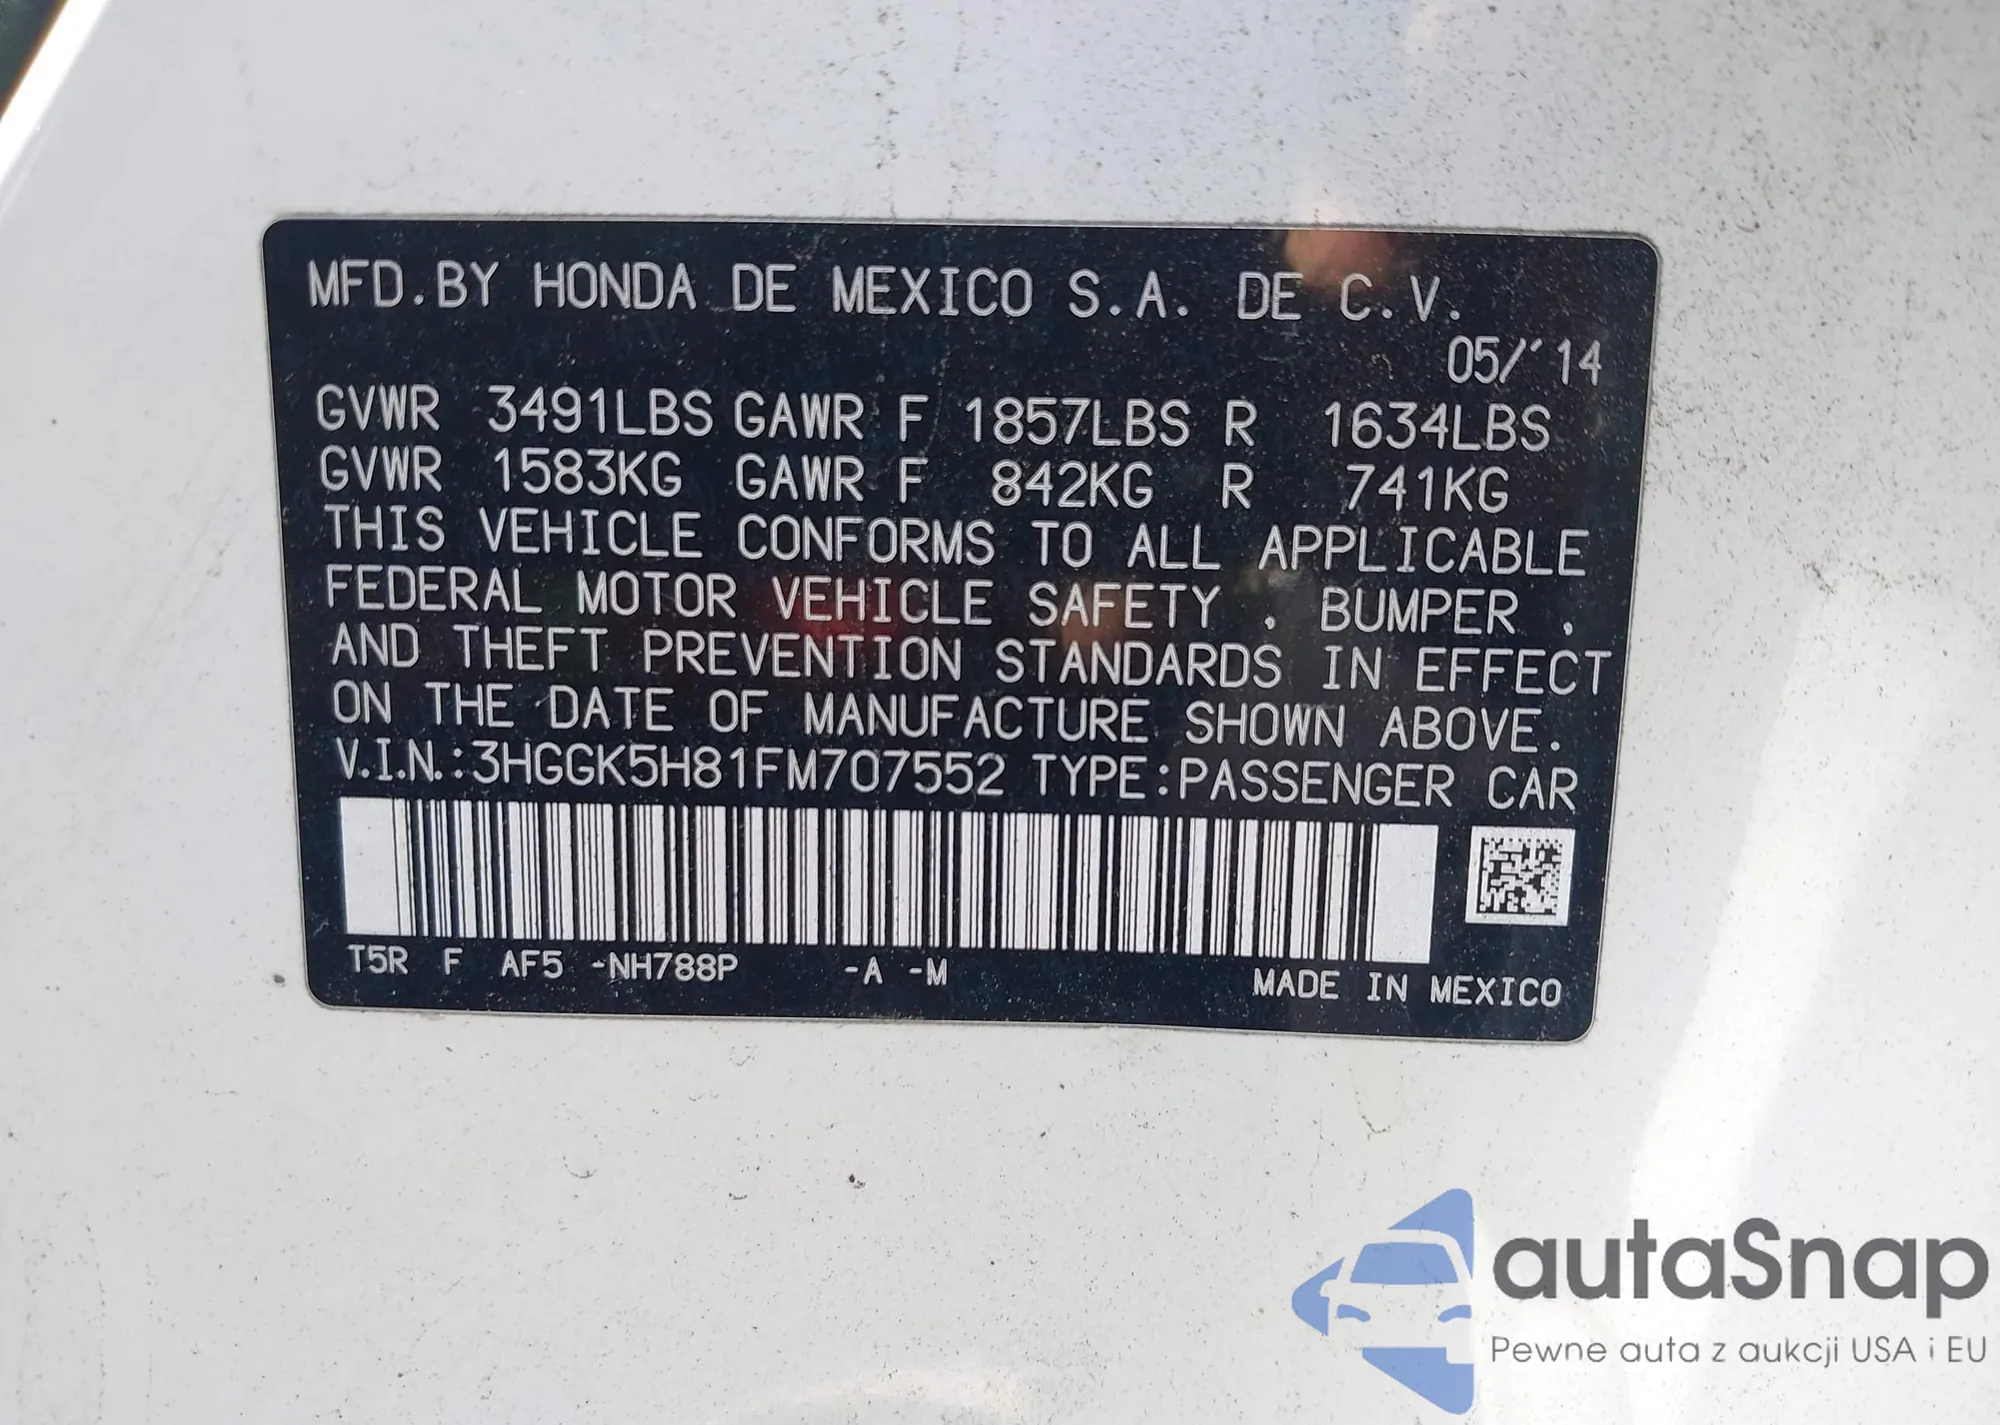 MFD.BY HONDA DE MEXICO S.A. DE C.V.
05/'14
GVWR 3491LBS GAWR F 1857LBS R 1634LBS
GVWR 1583KG GAWR F 842KG R 741KG
THIS VEHICLE CONFORMS TO ALL APPLICABLE
FEDERAL MOTOR VEHICLE SAFETY , BUMPER ,
AND THEFT PREVENTION STANDARDS IN EFFECT
ON THE DATE OF MANUFACTURE SHOWN ABOVE.
V.I.N.:3HGGK5H81FM707552 TYPE:PASSENGER CAR
T5R F AF5 -NH788P -A -M
MADE IN MEXICO
autaSnap
Pewne auta z aukcji USA i EU